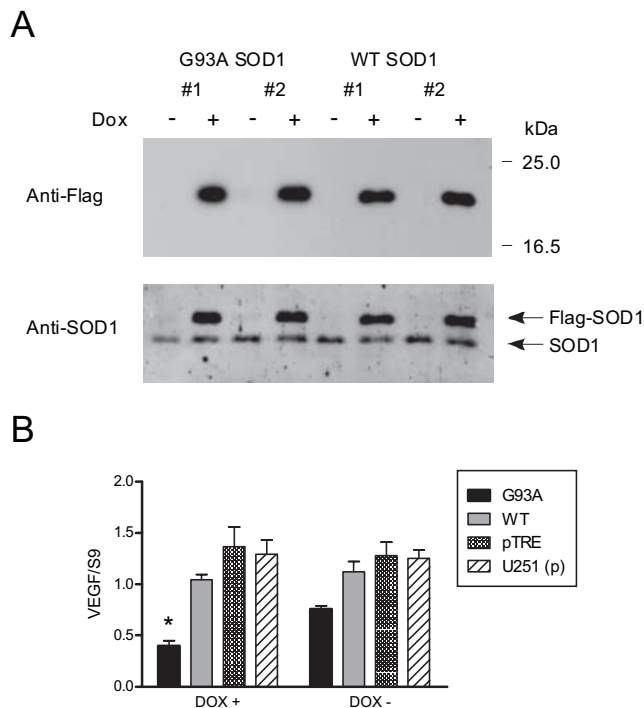 A
G93A SOD1 WT SOD1
#1 #2 #1 #2
Dox - + - + - + - + kDa
Anti-Flag
25.0
16.5
Anti-SOD1
Flag-SOD1
SOD1
B
VEGF/S9
2.0
1.5
1.0
0.5
0.0
*
DOX + DOX -
G93A
WT
pTRE
U251 (p)